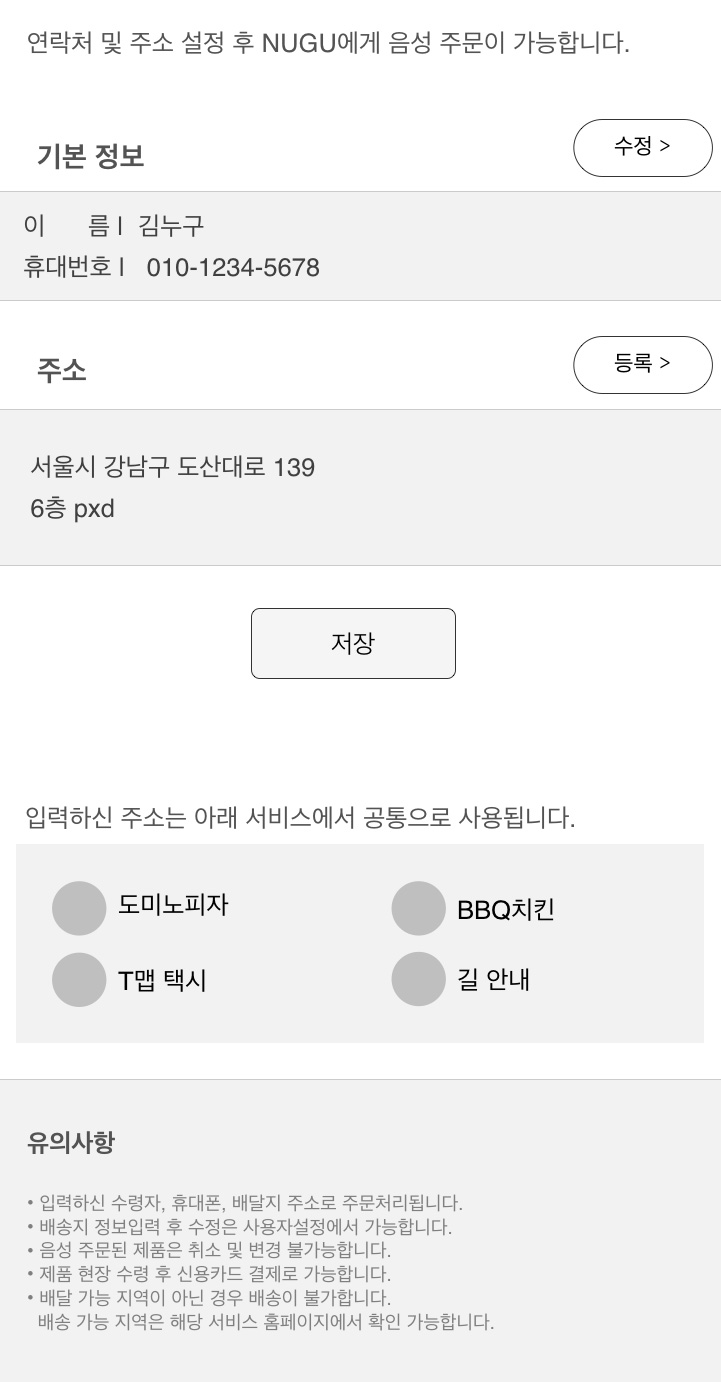 연락처 및 주소 설정 후 NUGU에게 음성 주문이 가능합니다.
기본 정보
수정 >
이 름 l 김누구
휴대번호 l 010-1234-5678
주소
등록 >
서울시 강남구 도산대로 139
6층 pxd
저장
입력하신 주소는 아래 서비스에서 공통으로 사용됩니다.
도미노피자
BBQ치킨
T맵 택시
길 안내
유의사항
• 입력하신 수령자, 휴대폰, 배달지 주소로 주문처리됩니다.
• 배송지 정보입력 후 수정은 사용자설정에서 가능합니다.
• 음성 주문된 제품은 취소 및 변경 불가능합니다.
• 제품 현장 수령 후 신용카드 결제로 가능합니다.
• 배달 가능 지역이 아닌 경우 배송이 불가합니다.
배송 가능 지역은 해당 서비스 홈페이지에서 확인 가능합니다.